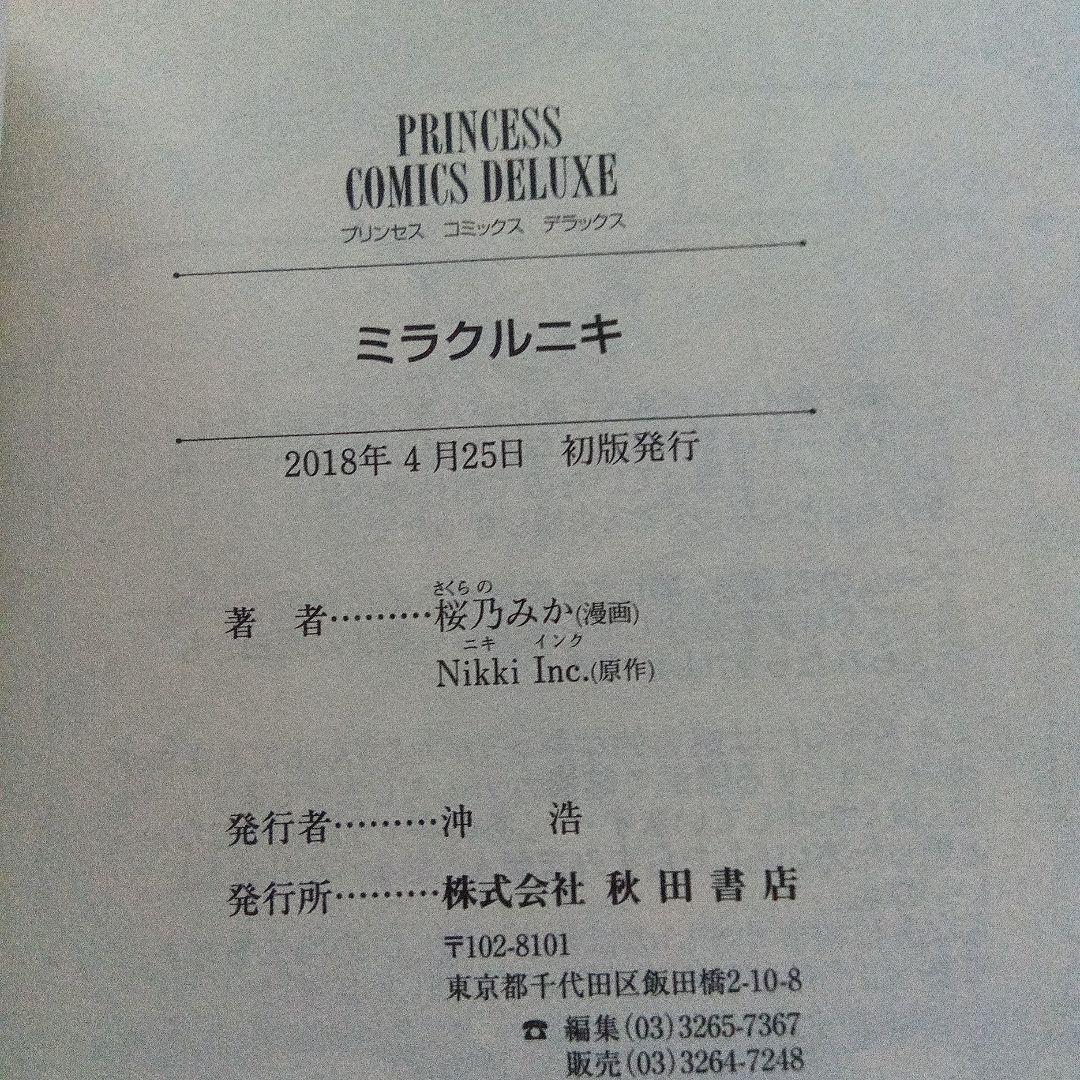 PRINCESS
COMICS DELUXE
プリンセス コミックス デラックス
ミラクルニキ
2018年 4 月25日 初版発行
さくら の
著 者………桜乃みか(漫画)
ニキ インク
Nikki Inc.(原作)
発行者………沖 浩
発行所………株式会社 秋田書店
〒102-8101
東京都千代田区飯田橋2-10-8
☎ 編集(03)3265-7367
販売(03)3264-7248